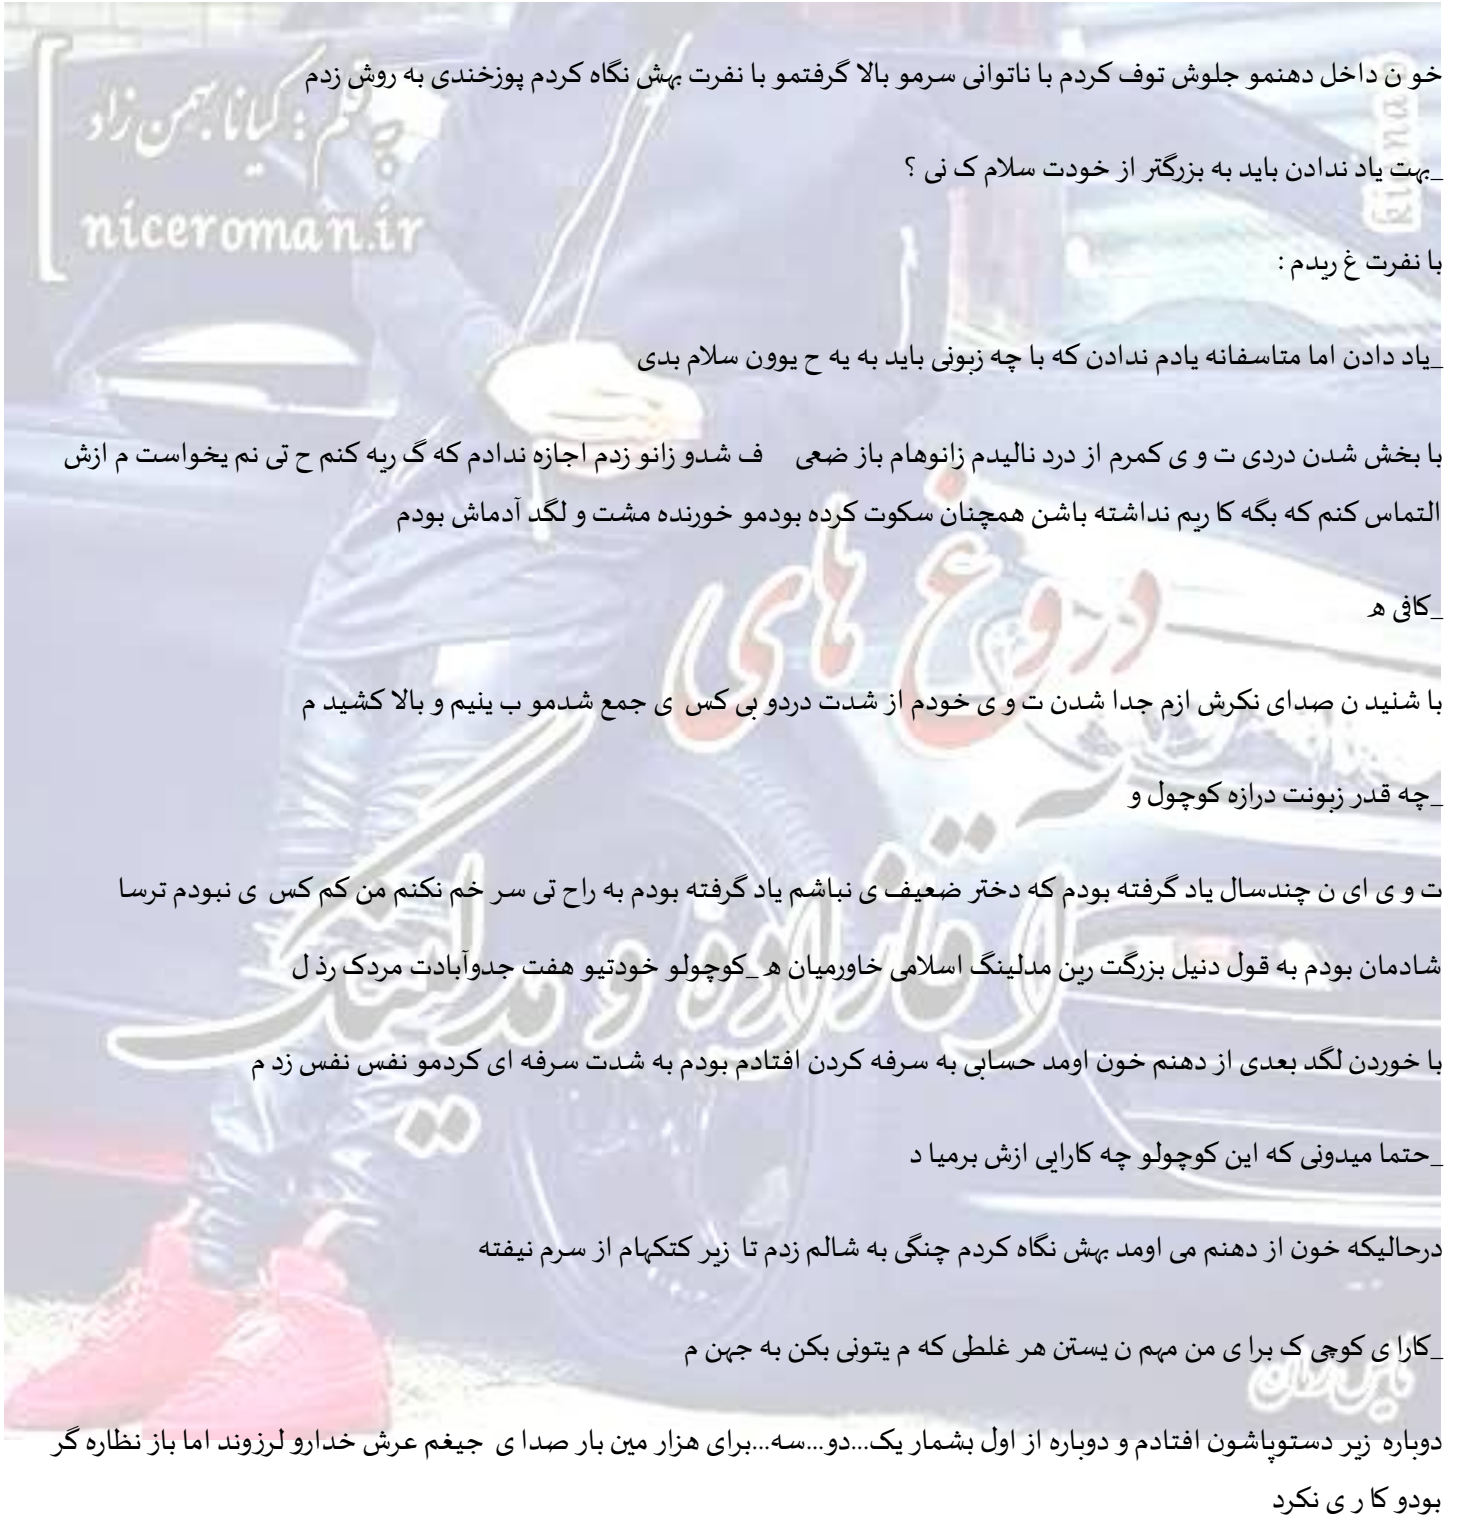 خو ن داخل دهنمو جلوش توف کردم با ناتوانی سرمو بالا گرفتمو با نفرت بهش نگاه کردم پوزخندی به روش زدم
به قلم : کیانا بهمن زاد
kiana
_بهت یاد ندادن باید به بزرگتر از خودت سلام ک نی ؟
niceroman.ir
با نفرت غ ریدم :
_یاد دادن اما متاسفانه یادم ندادن که با چه زبونی باید به یه ح یوون سلام بدی
با بخش شدن دردی ت و ی کمرم از درد نالیدم زانوهام باز ضعی ف شدو زانو زدم اجازه ندادم که گ ریه کنم ح تی نم یخواست م ازش
التماس کنم که بگه کا ریم نداشته باشن همچنان سکوت کرده بودمو خورنده مشت و لگد آدماش بودم
دروغ های
_کافی ه
با شنید ن صدای نکرش ازم جدا شدن ت و ی خودم از شدت دردو بی کس ی جمع شدمو ب ینیم و بالا کشید م
_چه قدر زبونت درازه کوچول و
ت و ی ای ن چندسال یاد گرفته بودم که دختر ضعیف ی نباشم یاد گرفته بودم به راح تی سر خم نکنم من کم کس ی نبودم ترسا
آقازاده و مدلینگ
شادمان بودم به قول دنیل بزرگت رین مدلینگ اسلامی خاورمیان ه_کوچولو خودتیو هفت جدوآبادت مردک رذ ل
با خوردن لگد بعدی از دهنم خون اومد حسابی به سرفه کردن افتادم بودم به شدت سرفه ای کردمو نفس نفس زد م
_حتما میدونی که این کوچولو چه کارایی ازش برمیا د
درحالیکه خون از دهنم می اومد بهش نگاه کردم چنگی به شالم زدم تا زیر کتکهام از سرم نیفته
_کارا ی کوچی ک برا ی من مهم ن یستن هر غلطی که م یتونی بکن به جهن م
نایس رمان
دوباره زیر دستوپاشون افتادم و دوباره از اول بشمار یک...دو...سه...برای هزار مین بار صدا ی جیغم عرش خدارو لرزوند اما باز نظاره گر
بودو کا ر ی نکرد